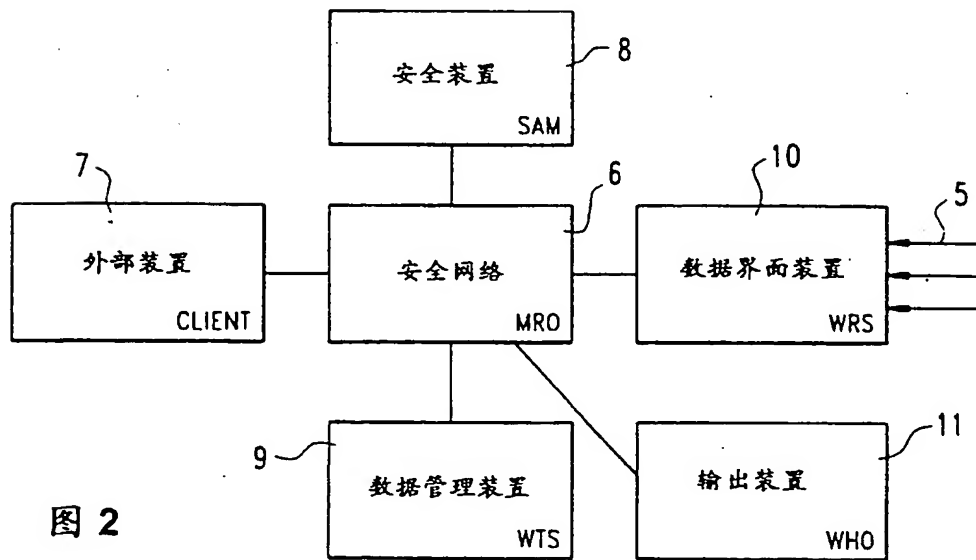 8
安全装置
SAM
7
外部装置
CLIENT
6
安全网络
MRO
10
数据界面装置
WRS
5
9
数据管理装置
WTS
11
输出装置
WHO
图 2